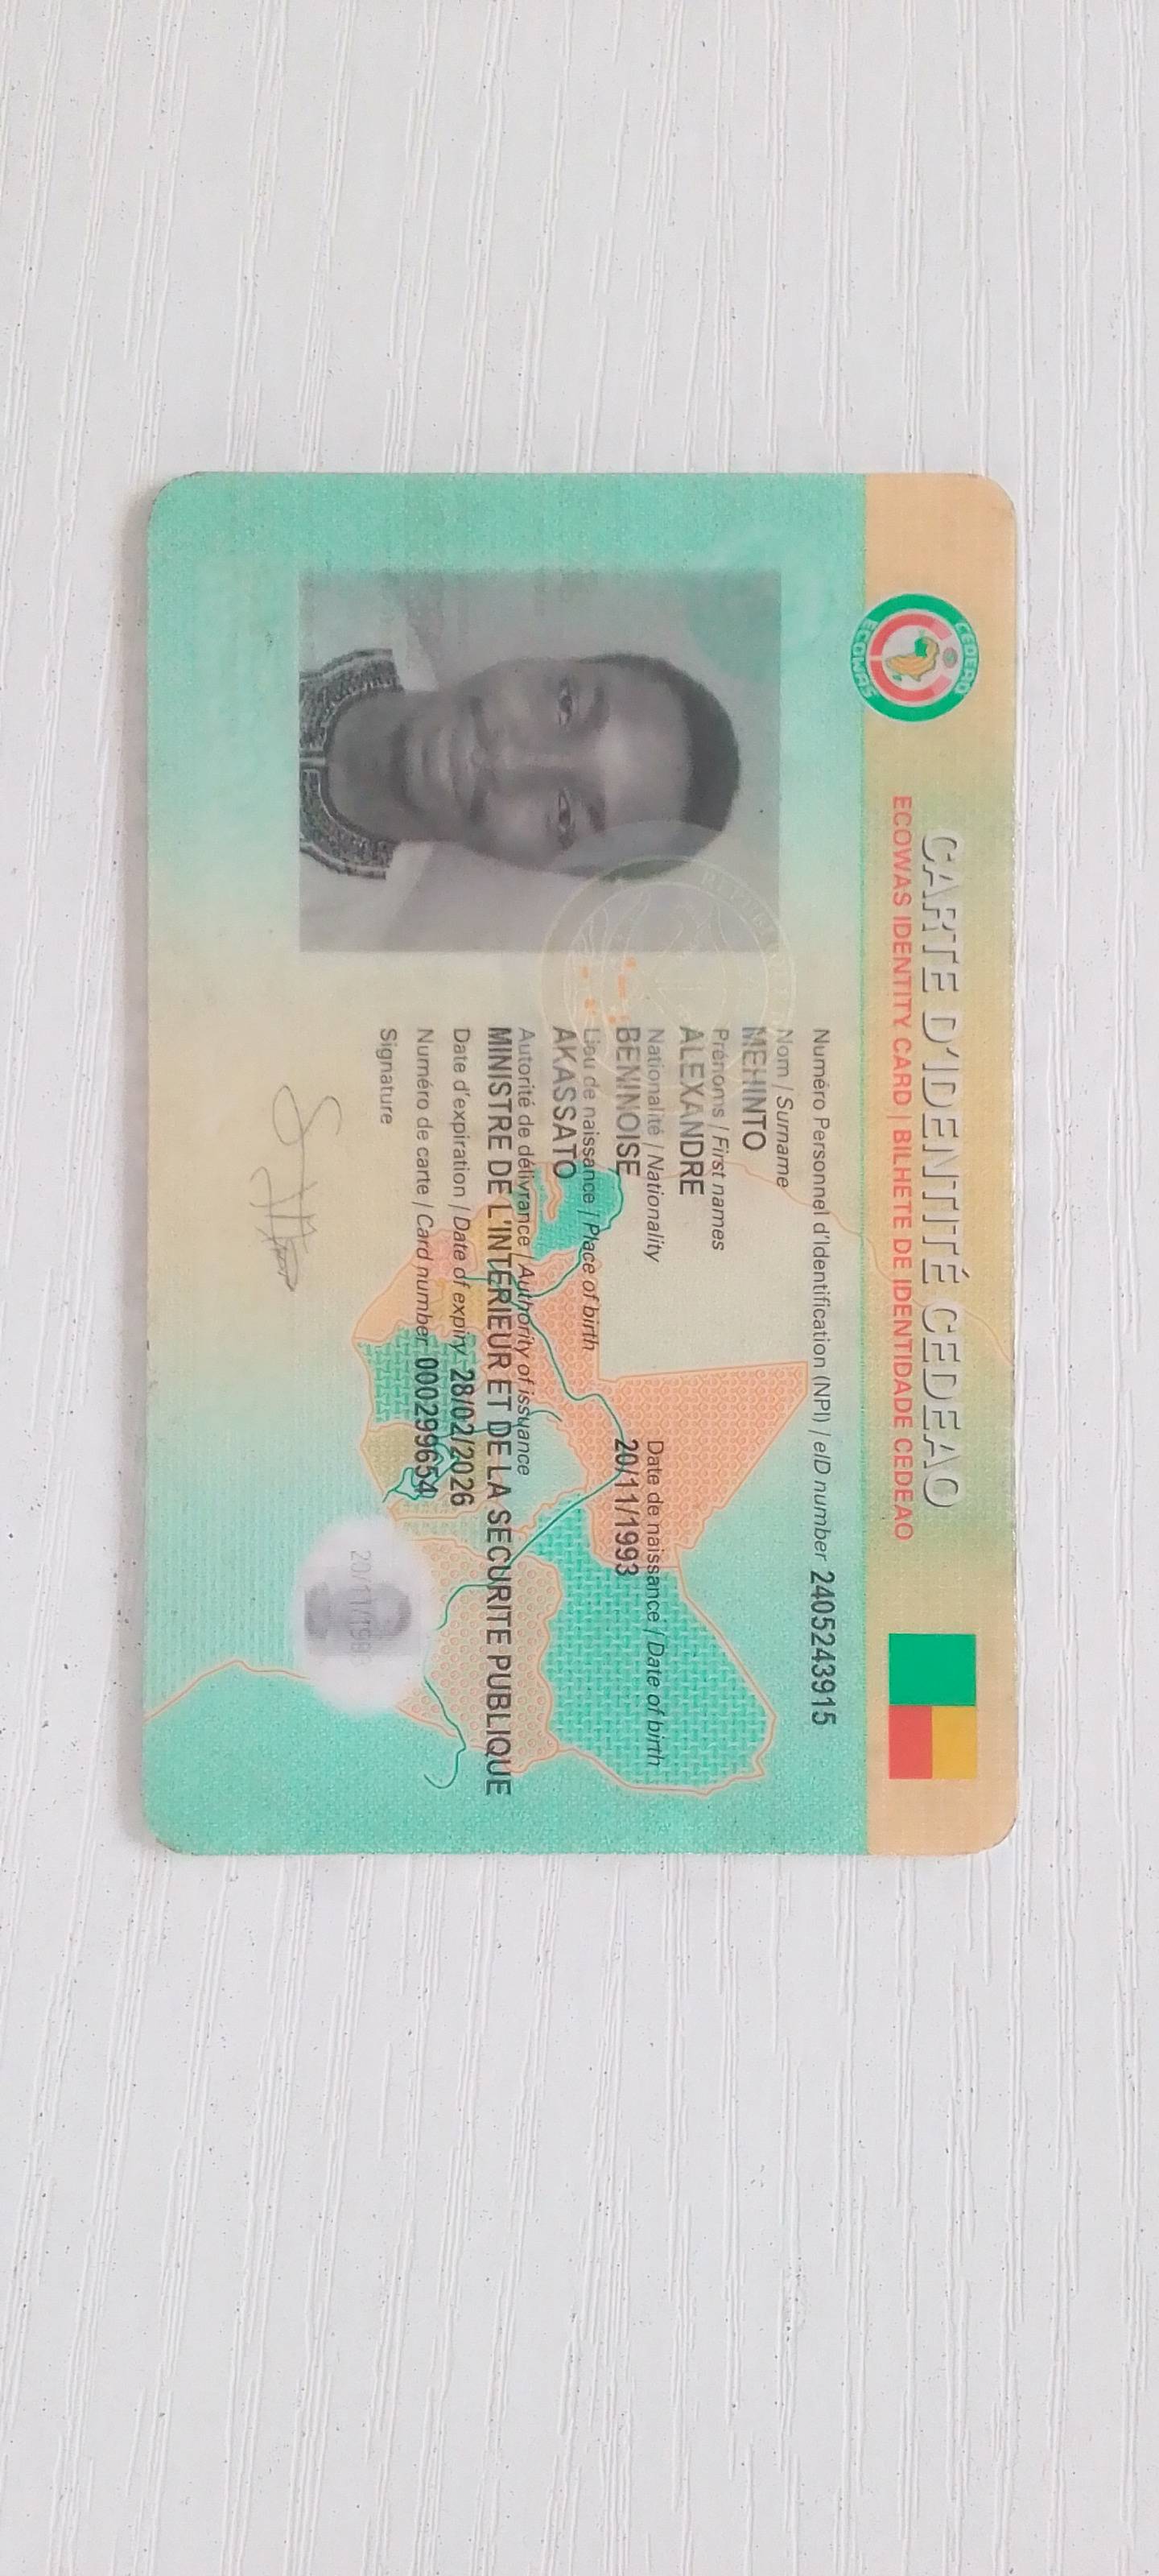 CEDEAO
ECOWAS
CARTE D'IDENTITÉ CEDEAO
ECOWAS IDENTITY CARD | BILHETE DE IDENTIDADE CEDEAO
Numéro Personnel d'Identification (NPI) / eID number 2405243915
Nom / Surname
MEHINTO
Prénoms / First names
ALEXANDRE
Nationalité / Nationality Date de naissance / Date of birth
BENINOISE 20/11/1993
Lieu de naissance / Place of birth
AKASSATO
Autorité de délivrance / Authority of issuance
MINISTRE DE L'INTERIEUR ET DE LA SECURITE PUBLIQUE
Date d'expiration / Date of expiry 28/02/2026
Numéro de carte / Card number 000299654
Signature